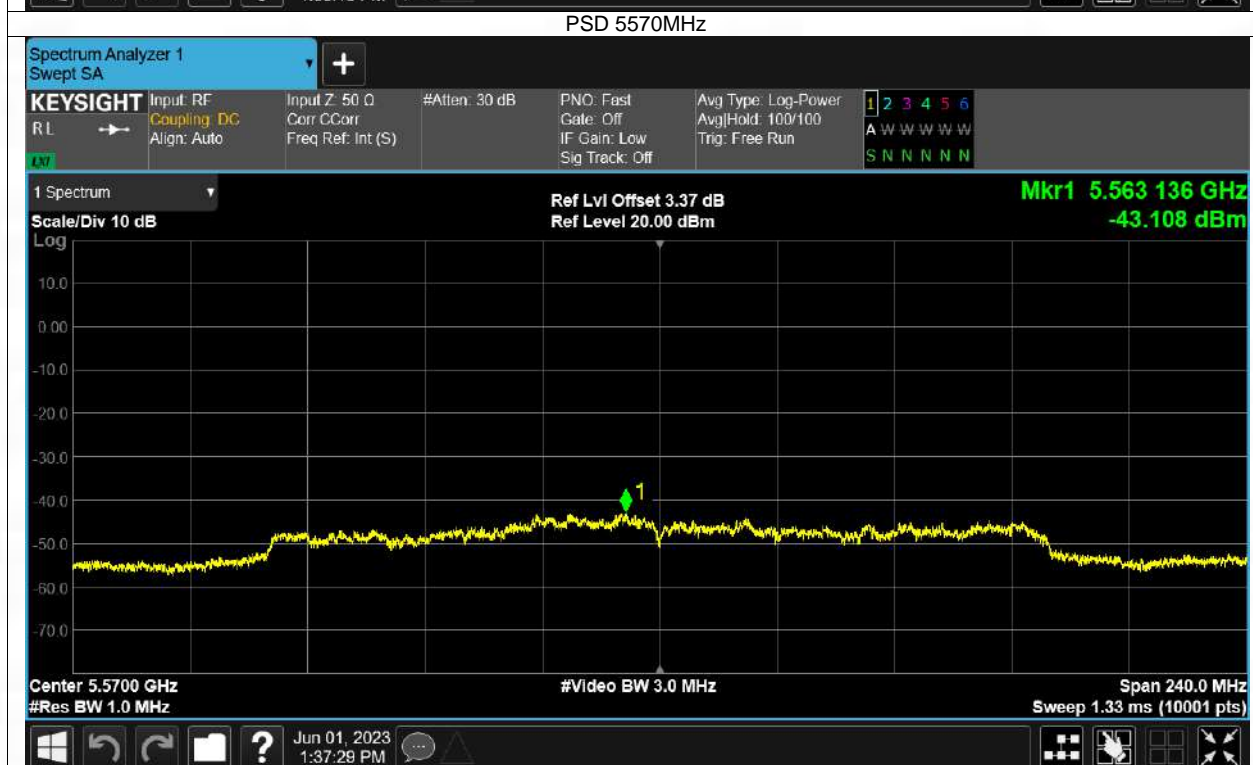 PSD 5570MHz
Spectrum Analyzer 1
Swept SA
+
KEYSIGHT
RL
LXI
Input: RF
Coupling: DC
Align: Auto
Input Z: 50 Ω
Corr CCorr
Freq Ref: Int (S)
#Atten: 30 dB
PNO: Fast
Gate: Off
IF Gain: Low
Sig Track: Off
Avg Type: Log-Power
Avg|Hold: 100/100
Trig: Free Run
1 2 3 4 5 6
A W W W W W
S N N N N N
1 Spectrum
Scale/Div 10 dB
Ref Lvl Offset 3.37 dB
Ref Level 20.00 dBm
Mkr1 5.563 136 GHz
-43.108 dBm
Log
10.0
0.00
-10.0
-20.0
-30.0
-40.0
1
-50.0
-60.0
-70.0
Center 5.5700 GHz
#Video BW 3.0 MHz
Span 240.0 MHz
#Res BW 1.0 MHz
Sweep 1.33 ms (10001 pts)
?
Jun 01, 2023
1:37:29 PM